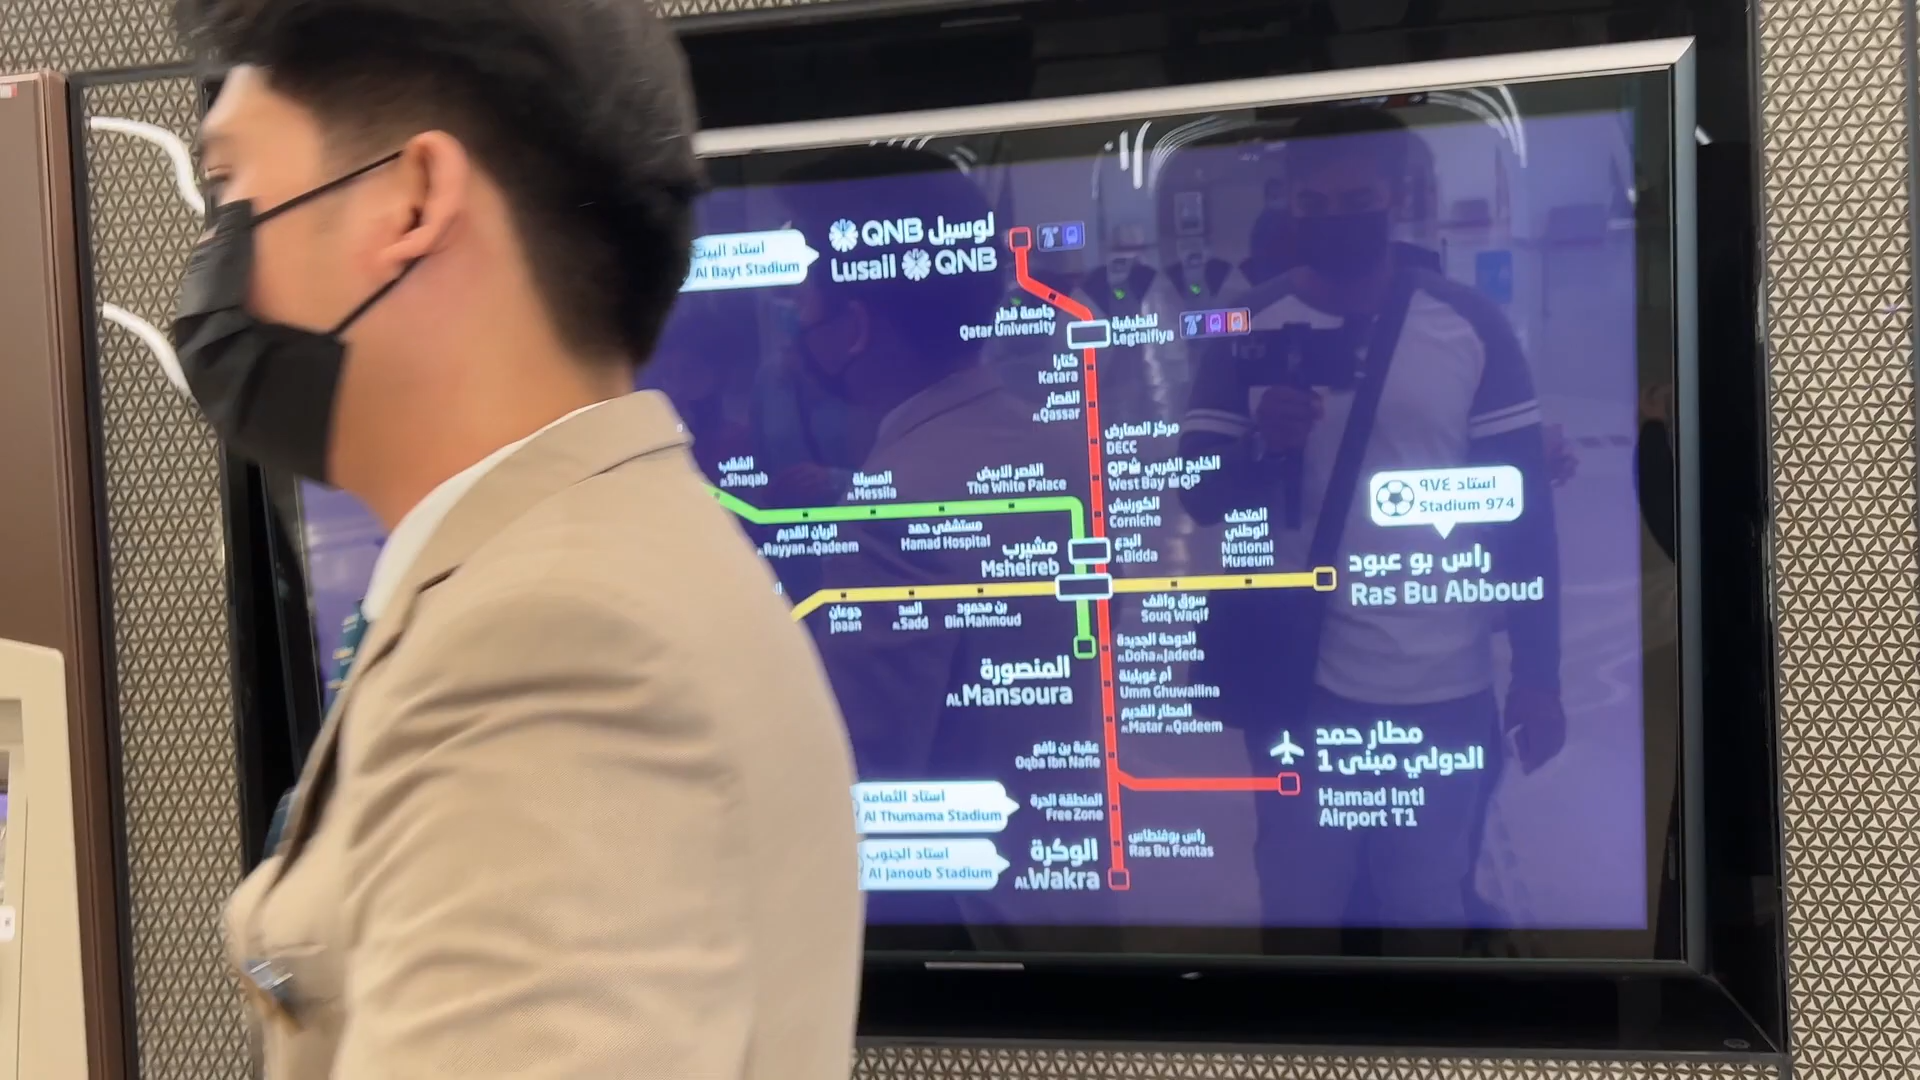 استاد البيت
Al Bayt Stadium
QNB لوسيل
Lusail QNB
جامعة قطر
Qatar University
لقطيفية
Legtaifiya
كتارا
Katara
القصار
AL Qassar
مركز المعارض
DECC
الخليج الغربي QP
West Bay QP
الكورنيش
Corniche
البدع
AL Bidda
الشقب
AL Shaqab
المسيلة
AL Messila
القصر الابيض
The White Palace
الريان القديم
AL Rayyan AL Qadeem
مستشفى حمد
Hamad Hospital
مشيرب
Msheireb
المتحف
الوطني
National
Museum
استاد ٩٧٤
Stadium 974
راس بو عبود
Ras Bu Abboud
جوعان
Joaan
السد
AL Sadd
بن محمود
Bin Mahmoud
سوق واقف
Souq Waqif
المنصورة
AL Mansoura
الدوحة الجديدة
AL Doha AL Jadeda
أم غويلينة
Umm Ghuwailina
المطار القديم
AL Matar AL Qadeem
عقبة بن نافع
Oqba Ibn Nafie
مطار حمد
الدولي مبنى 1
Hamad Intl
Airport T1
استاد الثمامة
Al Thumama Stadium
المنطقة الحرة
Free Zone
راس بوفنطاس
Ras Bu Fontas
استاد الجنوب
Al Janoub Stadium
الوكرة
AL Wakra